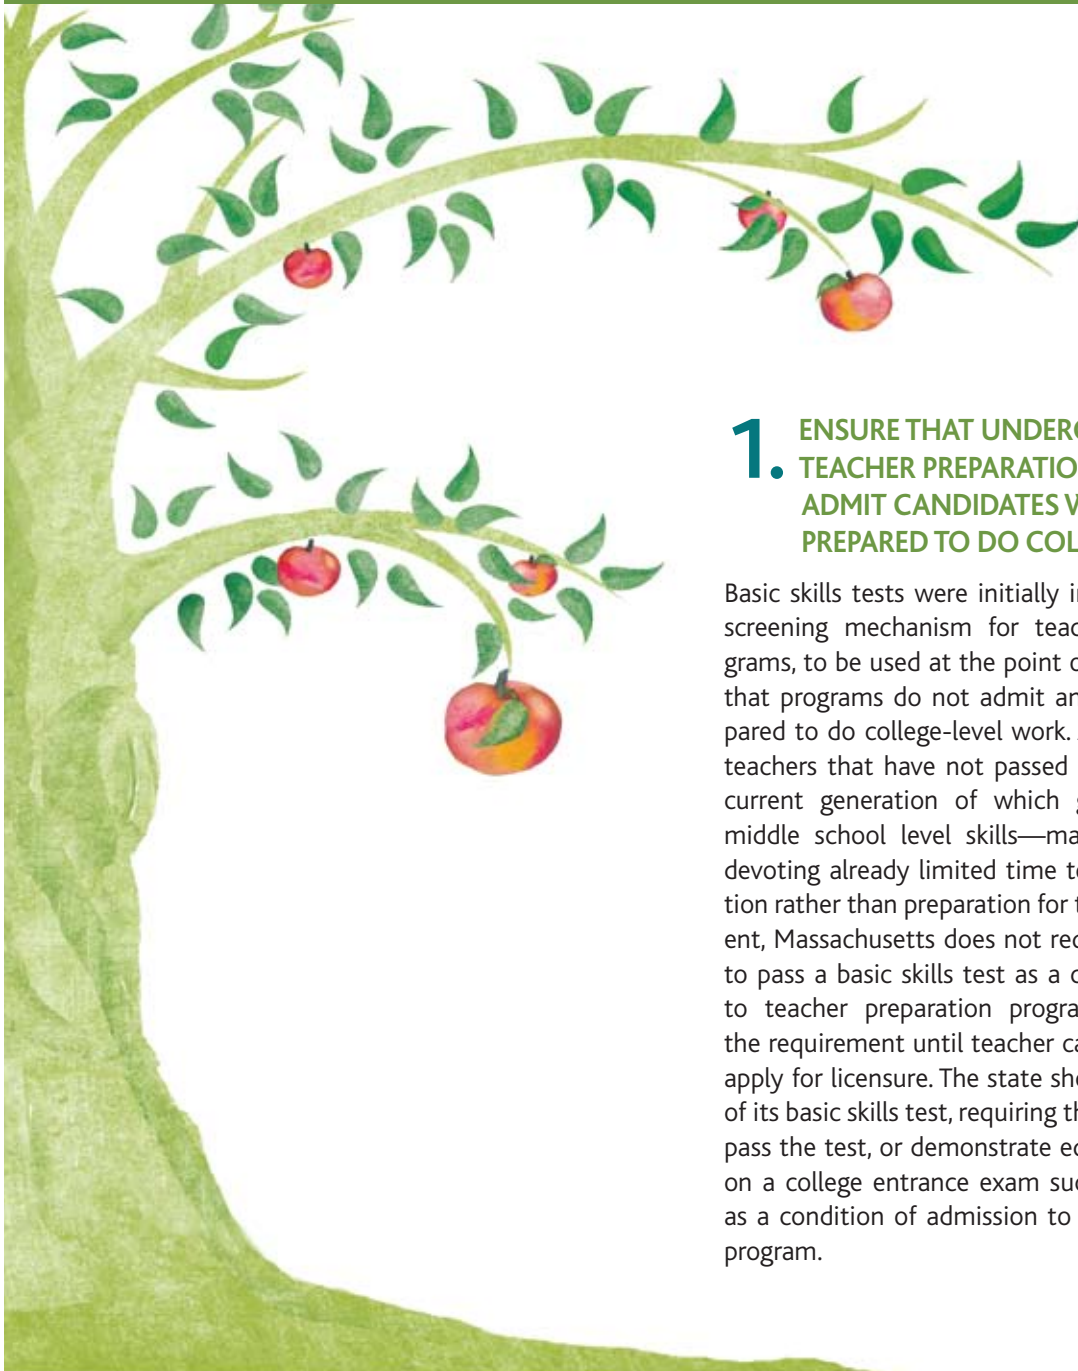 1. ENSURE THAT UNDER
TEACHER PREPARATIO
ADMIT CANDIDATES
PREPARED TO DO COL
Basic skills tests were initially i
screening mechanism for teac
grams, to be used at the point
that programs do not admit an
pared to do college-level work.
teachers that have not passed
current generation of which
middle school level skills—ma
devoting already limited time t
tion rather than preparation for t
ent, Massachusetts does not re
to pass a basic skills test as a
to teacher preparation progra
the requirement until teacher ca
apply for licensure. The state sh
of its basic skills test, requiring th
pass the test, or demonstrate e
on a college entrance exam su
as a condition of admission to
program.